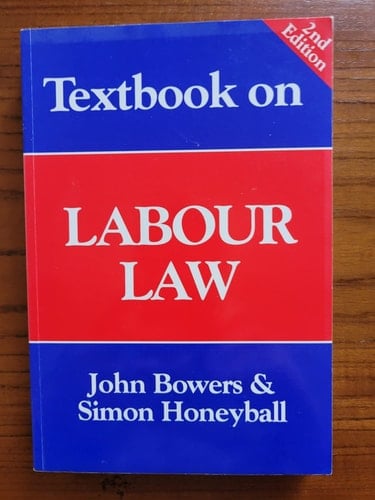 2nd
Edition
Textbook on
LABOUR
LAW
John Bowers &
Simon Honeyball